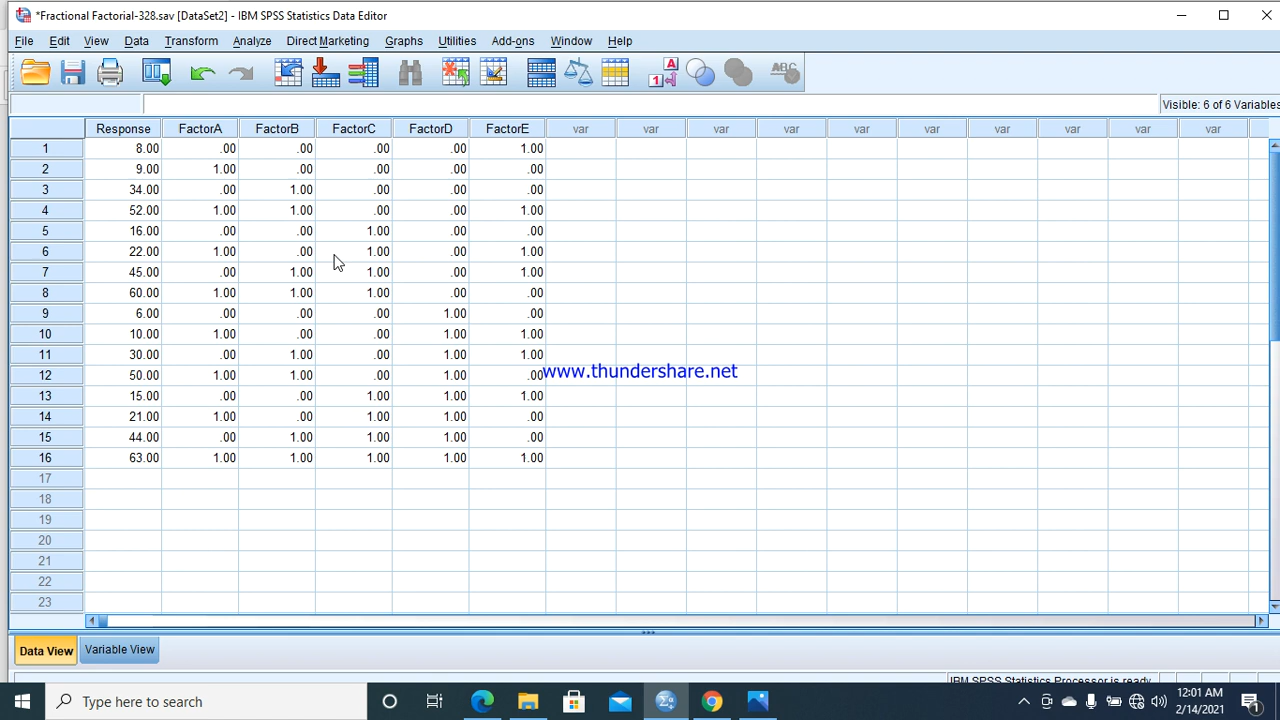 *Fractional Factorial-328.sav [DataSet2] - IBM SPSS Statistics Data Editor
File Edit View Data Transform Analyze Direct Marketing Graphs Utilities Add-ons Window Help
Visible: 6 of 6 Variables
Response FactorA FactorB FactorC FactorD FactorE var var var var var var var var var
1 8.00 .00 .00 .00 .00 1.00
2 9.00 1.00 .00 .00 .00 .00
3 34.00 .00 1.00 .00 .00 .00
4 52.00 1.00 1.00 .00 .00 1.00
5 16.00 .00 .00 1.00 .00 .00
6 22.00 1.00 .00 1.00 .00 1.00
7 45.00 .00 1.00 1.00 .00 1.00
8 60.00 1.00 1.00 1.00 .00 .00
9 6.00 .00 .00 .00 1.00 .00
10 10.00 1.00 .00 .00 1.00 1.00
11 30.00 .00 1.00 .00 1.00 1.00
12 50.00 1.00 1.00 .00 1.00 .00
www.thundershare.net
13 15.00 .00 .00 1.00 1.00 1.00
14 21.00 1.00 .00 1.00 1.00 .00
15 44.00 .00 1.00 1.00 1.00 .00
16 63.00 1.00 1.00 1.00 1.00 1.00
17
18
19
20
21
22
23
Data View Variable View
IBM SPSS Statistics Processor is ready
Type here to search
12:01 AM
2/14/2021